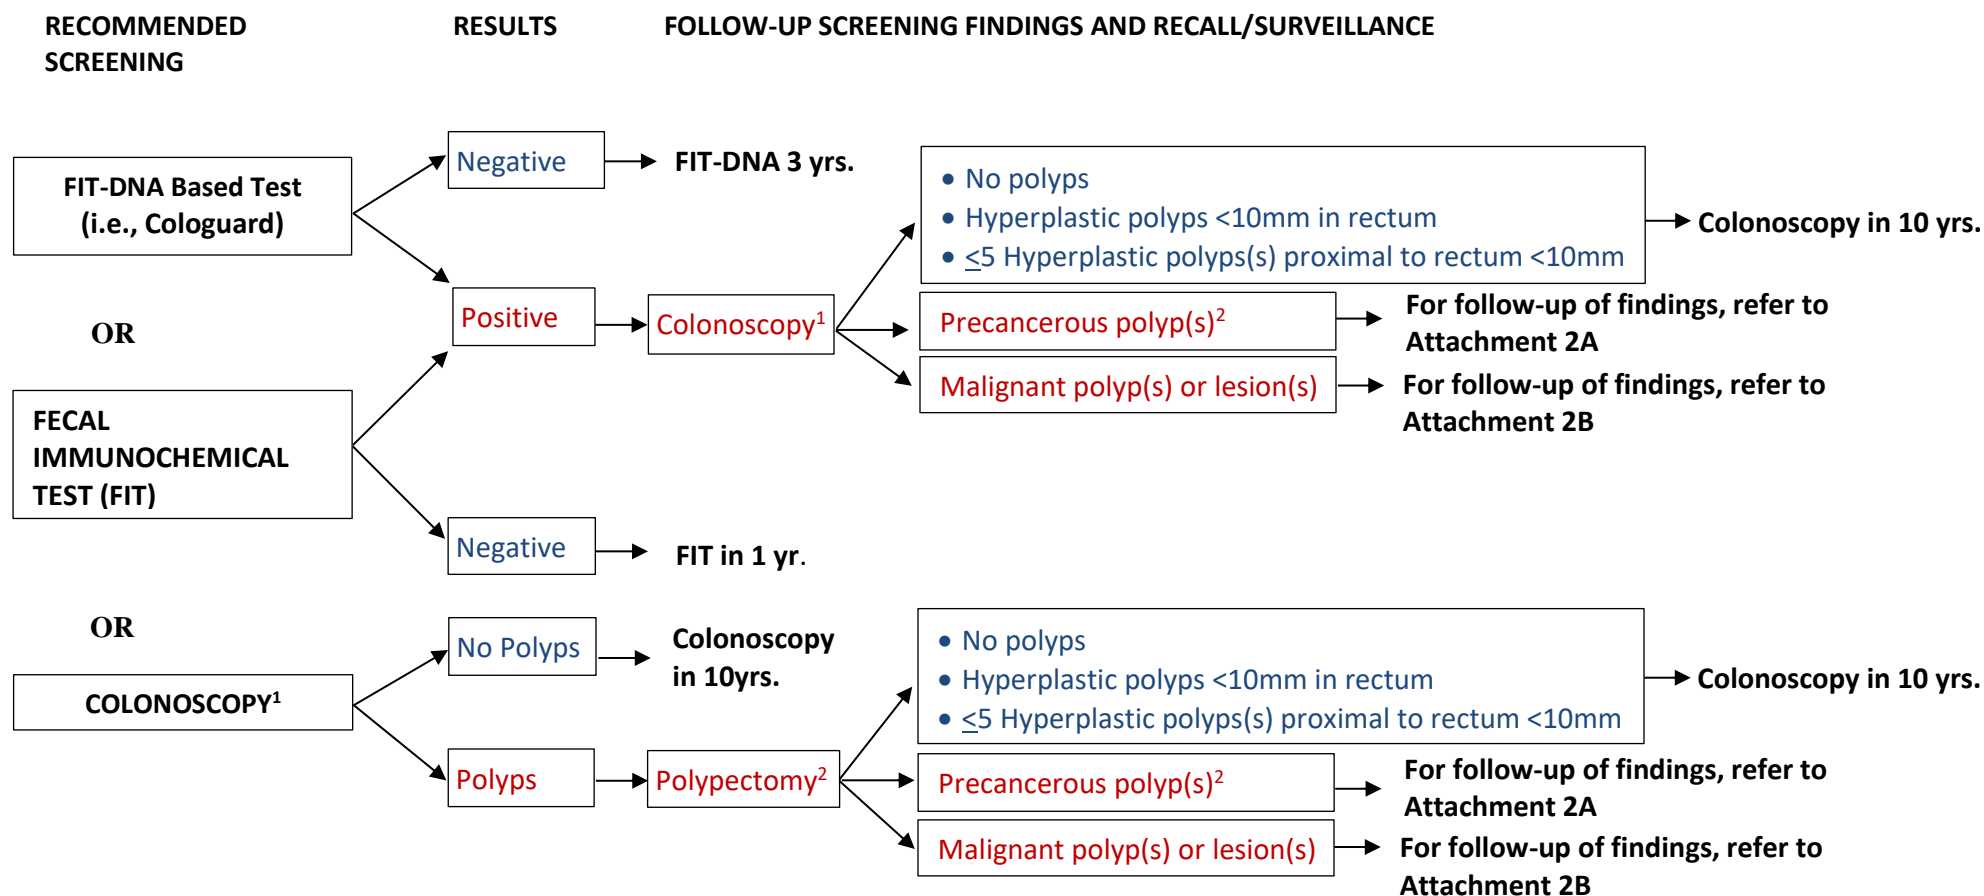 RECOMMENDED
SCREENING
RESULTS
FOLLOW-UP SCREENING FINDINGS AND RECALL/SURVEILLANCE
FIT-DNA Based Test
(i.e., Cologuard)
Negative
FIT-DNA 3 yrs.
• No polyps
• Hyperplastic polyps <10mm in rectum
• <5 Hyperplastic polyps(s) proximal to rectum <10mm
Colonoscopy in 10 yrs.
OR
Positive
Colonoscopy1
Precancerous polyp(s)2
For follow-up of findings, refer to
Attachment 2A
Malignant polyp(s) or lesion(s)
For follow-up of findings, refer to
Attachment 2B
FECAL
IMMUNOCHEMICAL
TEST (FIT)
Negative
FIT in 1 yr.
OR
COLONOSCOPY1
No Polyps
Colonoscopy
in 10yrs.
• No polyps
• Hyperplastic polyps <10mm in rectum
• <5 Hyperplastic polyps(s) proximal to rectum <10mm
Colonoscopy in 10 yrs.
Polyps
Polypectomy2
Precancerous polyp(s)2
For follow-up of findings, refer to
Attachment 2A
Malignant polyp(s) or lesion(s)
For follow-up of findings, refer to
Attachment 2B